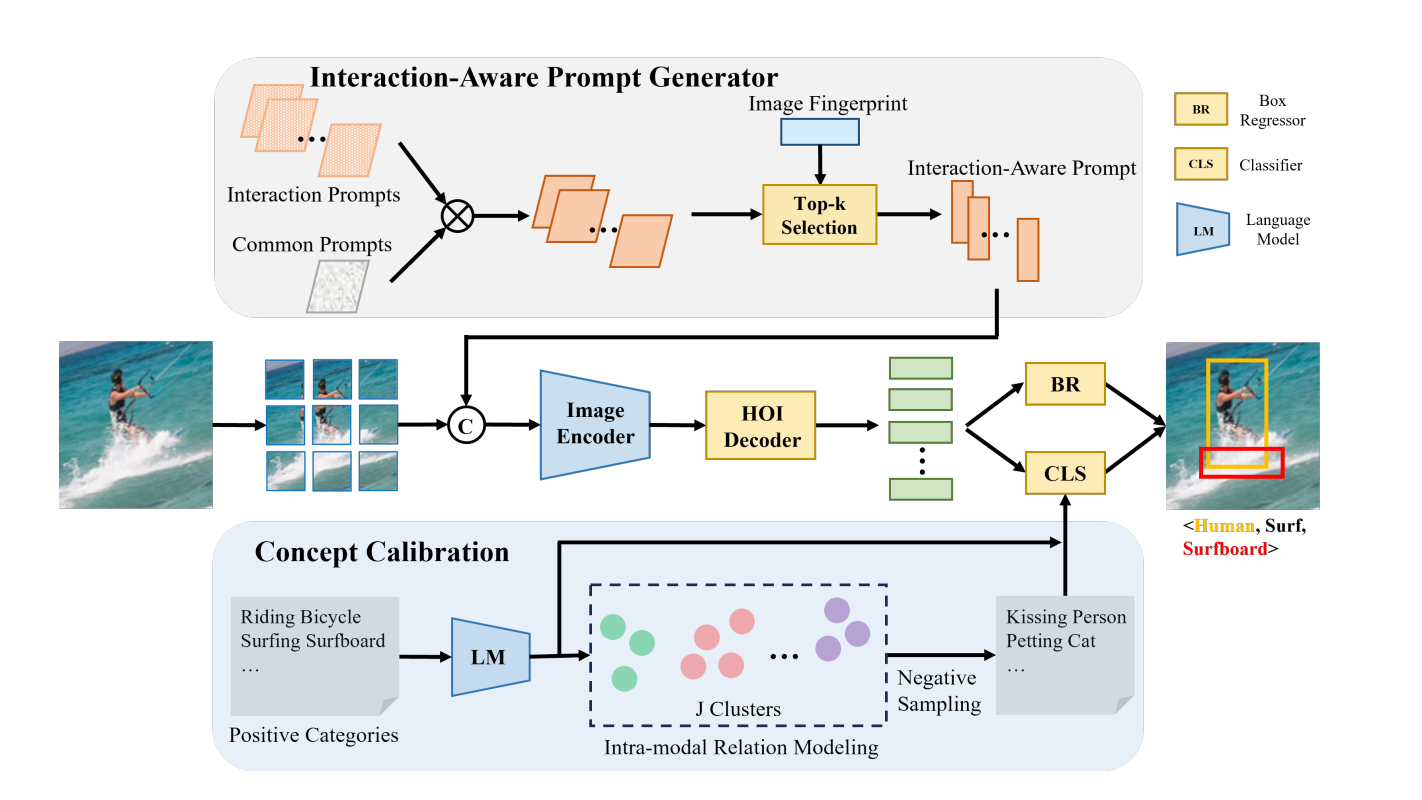 Interaction-Aware Prompt Generator
Image Fingerprint
Interaction Prompts
Common Prompts
Top-k
Selection
Interaction-Aware Prompt
BR
Box
Regressor
CLS
Classifier
LM
Language
Model
C
Image
Encoder
HOI
Decoder
BR
CLS
<Human, Surf,
Surfboard>
Concept Calibration
Riding Bicycle
Surfing Surfboard
…
Positive Categories
LM
J Clusters
Intra-modal Relation Modeling
Negative
Sampling
Kissing Person
Petting Cat
…